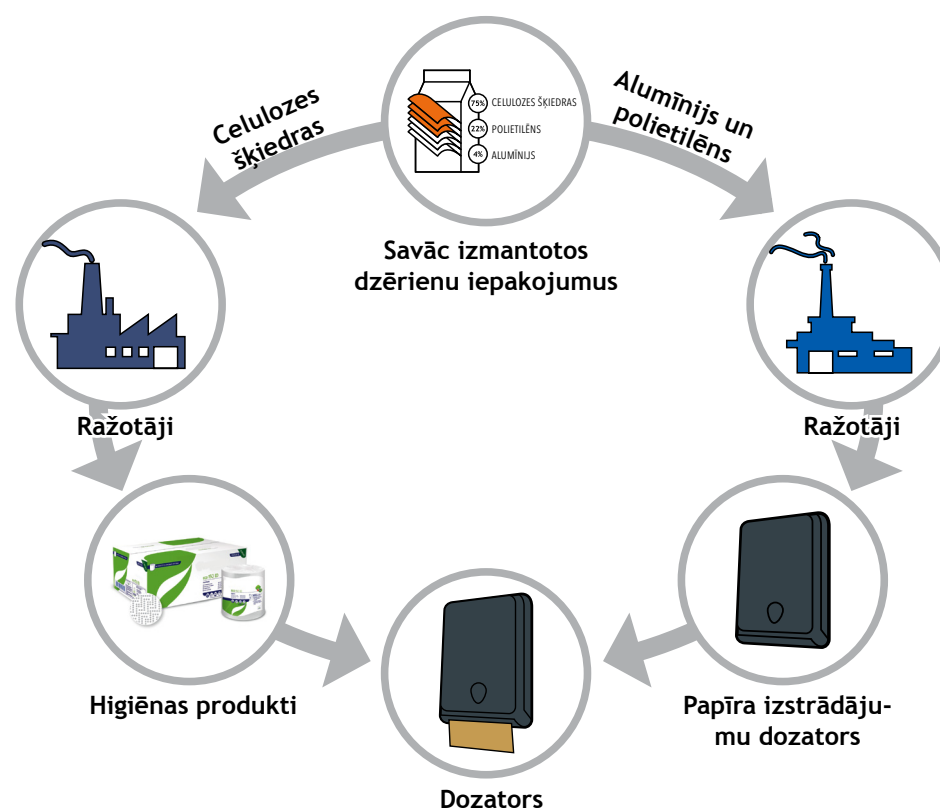 Celulozes
šķiedras
75% CELULOZES ŠĶIEDRAS
22% POLIETILĒNS
4% ALUMĪNIJS
Alumīnijs un
polietilēns
Savāc izmantotos
dzērienu iepakojumus
Ražotāji
Ražotāji
Higiēnas produkti
Papīra izstrādāju-
mu dozators
Dozators